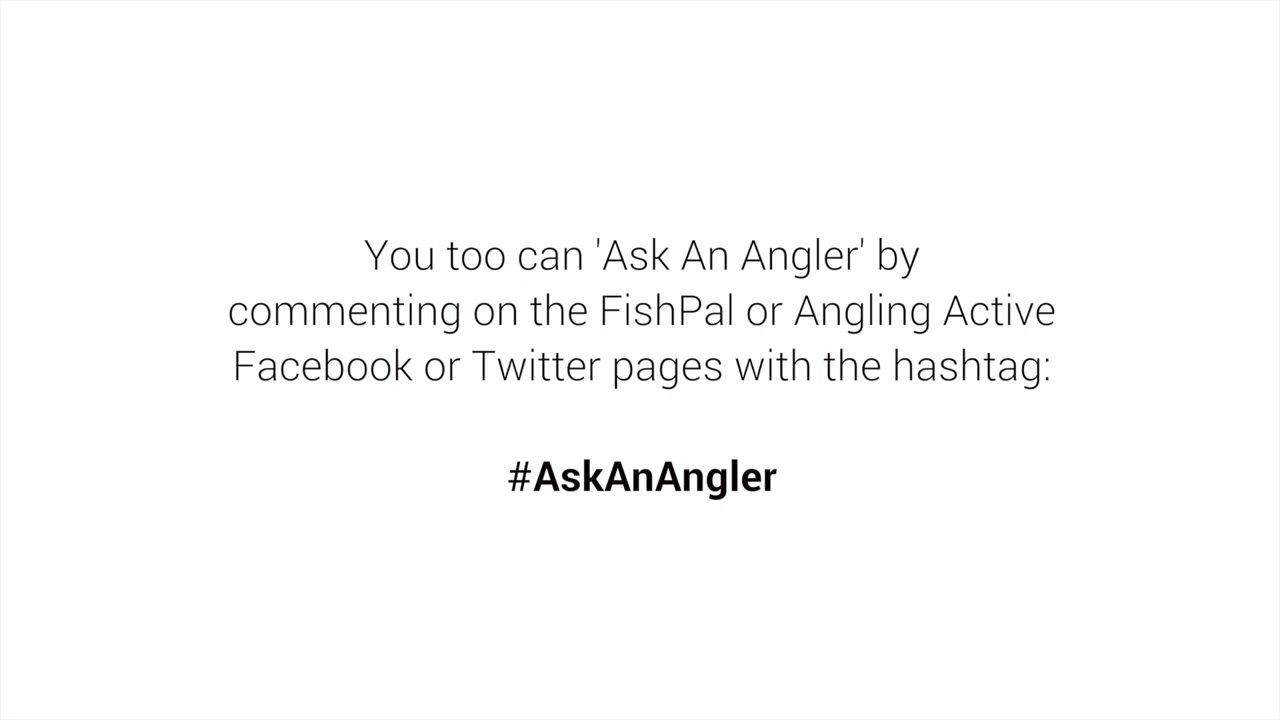 You too can 'Ask An Angler' by
commenting on the FishPal or Angling Active
Facebook or Twitter pages with the hashtag:
#AskAnAngler